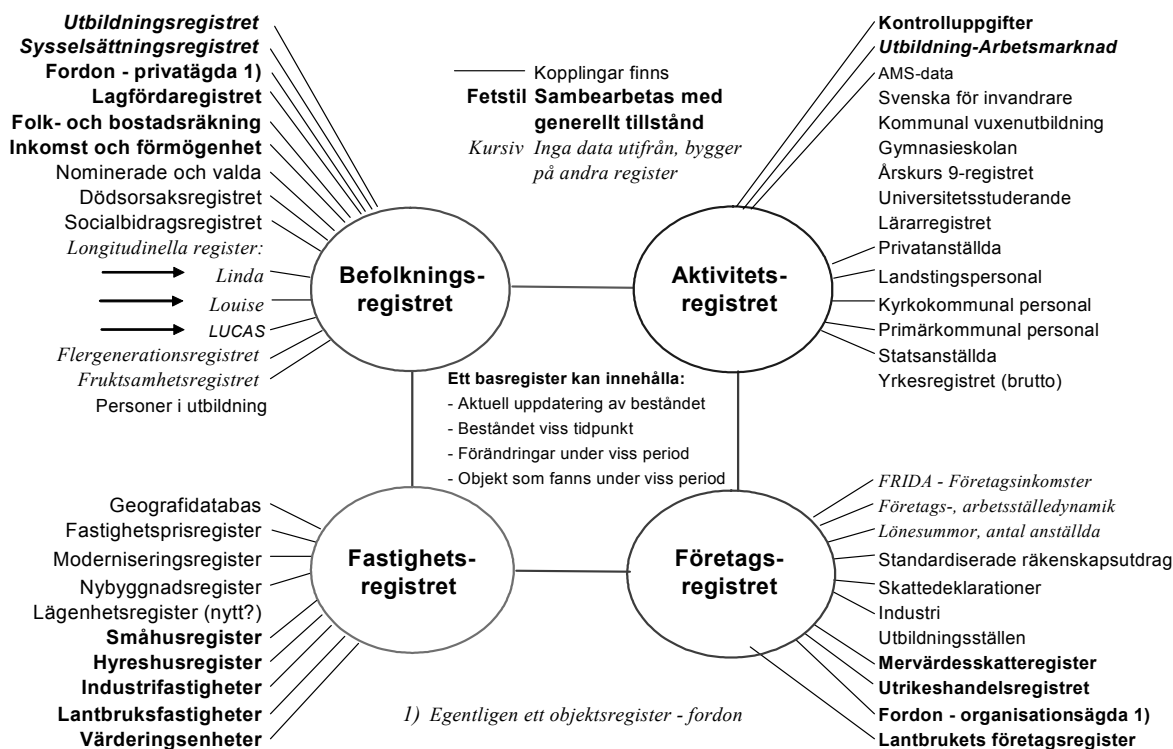 Utbildningsregistret
Sysselsättningsregistret
Fordon - privatägda 1)
Lagfördaregistret
Folk- och bostadsräkning
Inkomst och förmögenhet
Nominerade och valda
Dödsorsaksregistret
Socialbidragsregistret
Longitudinella register:
Linda
Louise
LUCAS
Flergenerationsregistret
Fruktsamhetsregistret
Personer i utbildning
Kopplingar finns
Fetstil Sambearbetas med
generellt tillstånd
Kursiv Inga data utifrån, bygger
på andra register
Kontrolluppgifter
Utbildning-Arbetsmarknad
AMS-data
Svenska för invandrare
Kommunal vuxenutbildning
Gymnasieskolan
Årskurs 9-registret
Universitetsstuderande
Lärarregistret
Privatanställda
Landstingspersonal
Kyrkokommunal personal
Primärkommunal personal
Statsanställda
Yrkesregistret (brutto)
Befolknings-
registret
Aktivitets-
registret
Ett basregister kan innehålla:
- Aktuell uppdatering av beståndet
- Beståndet viss tidpunkt
- Förändringar under viss period
- Objekt som fanns under viss period
Geografidatabas
Fastighetsprisregister
Moderniseringsregister
Nybyggnadsregister
Lägenhetsregister (nytt?)
Småhusregister
Hyreshusregister
Industrifastigheter
Lantbruksfastigheter
Värderingsenheter
Fastighets-
registret
Företags-
registret
FRIDA - Företagsinkomster
Företags-, arbetsställedynamik
Lönesummor, antal anställda
Standardiserade räkenskapsutdrag
Skattedeklarationer
Industri
Utbildningsställen
Mervärdesskatteregister
Utrikeshandelsregistret
Fordon - organisationsägda 1)
Lantbrukets företagsregister
1) Egentligen ett objektsregister - fordon